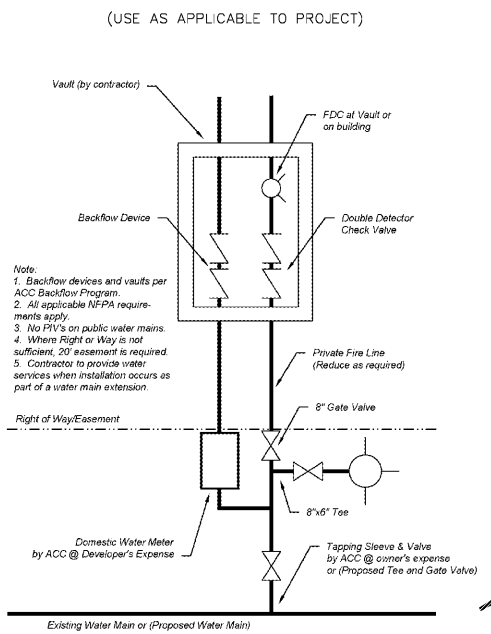 (USE AS APPLICABLE TO PROJECT)
Vault (by contractor)
FDC at Vault or
on building
Backflow Device
Double Detector
Check Valve
Note:
1. Backflow devices and vaults per
ACC Backflow Program.
2. All applicable NFPA require-
ments apply.
3. No PIV's on public water mains.
4. Where Right or Way is not
sufficient, 20' easement is required.
5. Contractor to provide water
services when installation occurs as
part of a water main extension.
Private Fire Line
(Reduce as required)
8" Gate Valve
Right of Way/Easement
8"x6" Tee
Domestic Water Meter
by ACC @ Developer's Expense
Tapping Sleeve & Valve
by ACC @ owner's expense
or (Proposed Tee and Gate Valve)
Existing Water Main or (Proposed Water Main)